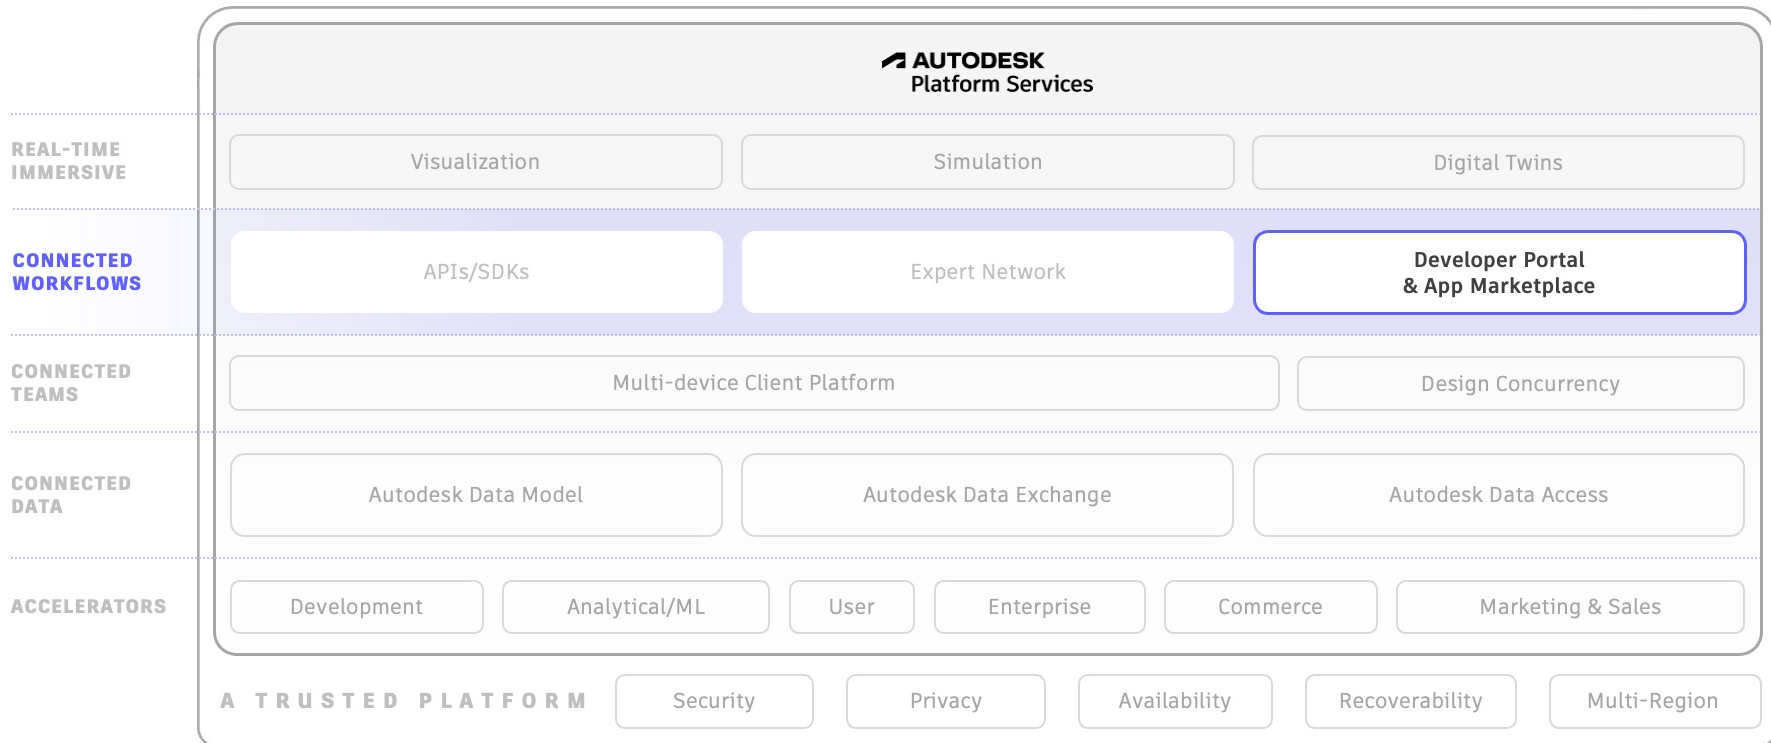 AUTODESK
Platform Services
REAL-TIME
IMMERSIVE
Visualization
Simulation
Digital Twins
CONNECTED
WORKFLOWS
APIs/SDKs
Expert Network
Developer Portal
& App Marketplace
CONNECTED
TEAMS
Multi-device Client Platform
Design Concurrency
CONNECTED
DATA
Autodesk Data Model
Autodesk Data Exchange
Autodesk Data Access
ACCELERATORS
Development
Analytical/ML
User
Enterprise
Commerce
Marketing & Sales
A TRUSTED PLATFORM
Security
Privacy
Availability
Recoverability
Multi-Region